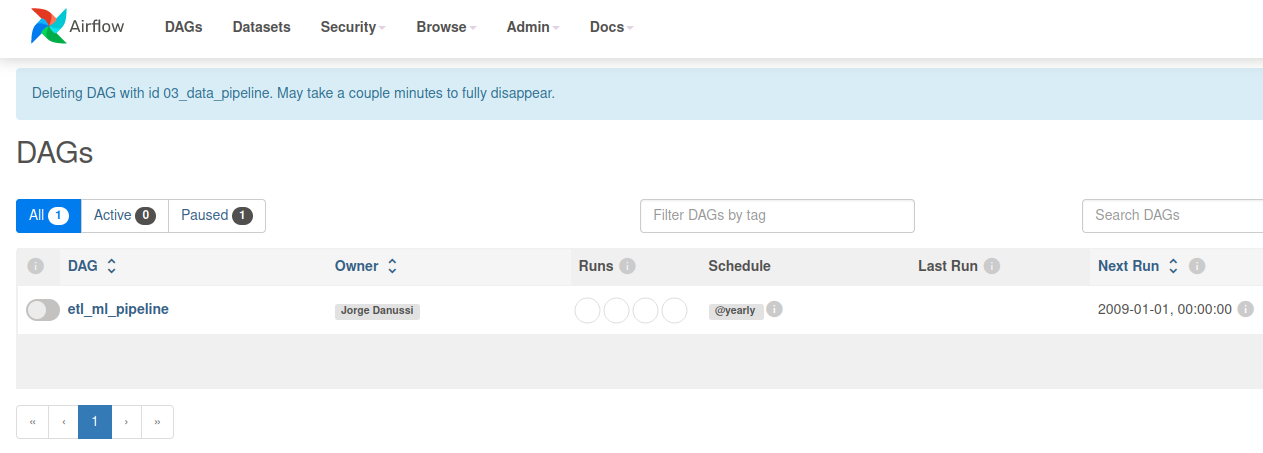 Airflow DAGs Datasets Security Browse Admin Docs
Deleting DAG with id 03_data_pipeline. May take a couple minutes to fully disappear.
DAGs
All 1 Active 0 Paused 1 Filter DAGs by tag Search DAGs
DAG Owner Runs Schedule Last Run Next Run
etl_ml_pipeline Jorge Danussi @yearly 2009-01-01, 00:00:00
« ‹ 1 › »